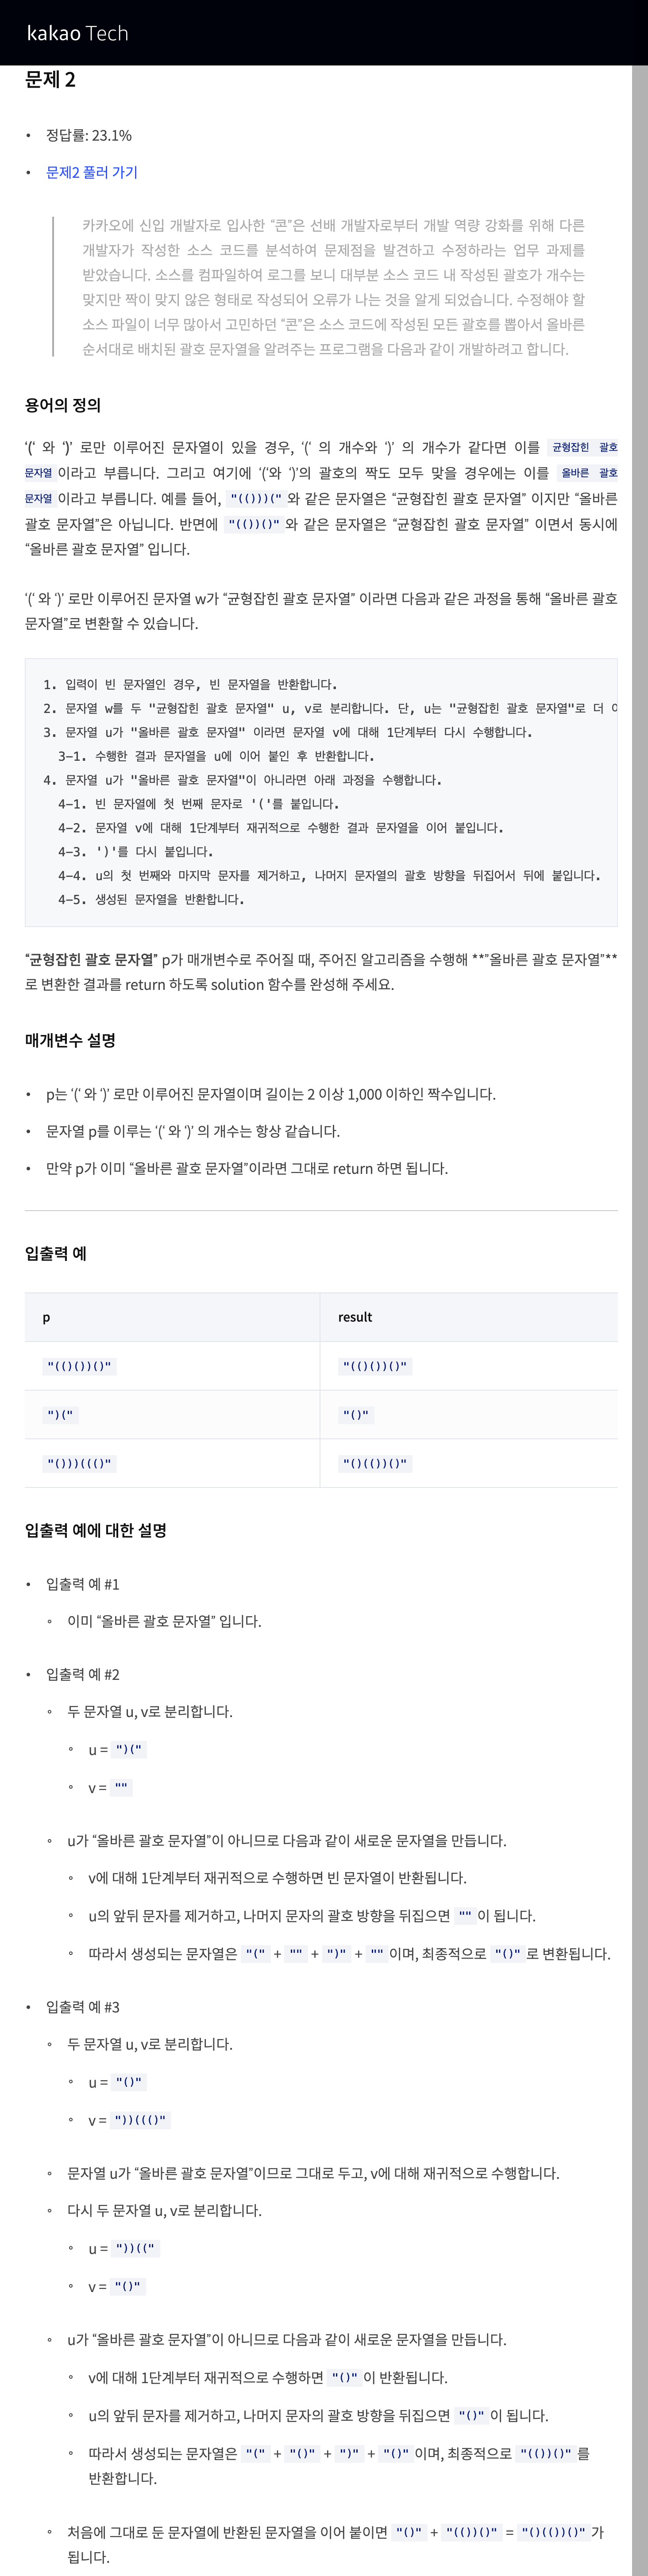 kakao Tech
문제 2
• 정답률: 23.1%
• 문제2 풀러 가기
카카오에 신입 개발자로 입사한 “콘”은 선배 개발자로부터 개발 역량 강화를 위해 다른
개발자가 작성한 소스 코드를 분석하여 문제점을 발견하고 수정하라는 업무 과제를
받았습니다. 소스를 컴파일하여 로그를 보니 대부분 소스 코드 내 작성된 괄호가 개수는
맞지만 짝이 맞지 않은 형태로 작성되어 오류가 나는 것을 알게 되었습니다. 수정해야 할
소스 파일이 너무 많아서 고민하던 “콘”은 소스 코드에 작성된 모든 괄호를 뽑아서 올바른
순서대로 배치된 괄호 문자열을 알려주는 프로그램을 다음과 같이 개발하려고 합니다.
용어의 정의
‘(‘ 와 ‘)’ 로만 이루어진 문자열이 있을 경우, ‘(‘ 의 개수와 ‘)’ 의 개수가 같다면 이를 균형잡힌 괄호
문자열 이라고 부릅니다. 그리고 여기에 ‘(‘와 ‘)’의 괄호의 짝도 모두 맞을 경우에는 이를 올바른 괄호
문자열 이라고 부릅니다. 예를 들어, "(()))(" 와 같은 문자열은 “균형잡힌 괄호 문자열” 이지만 “올바른
괄호 문자열”은 아닙니다. 반면에 "(())()" 와 같은 문자열은 “균형잡힌 괄호 문자열” 이면서 동시에
“올바른 괄호 문자열” 입니다.
‘(‘ 와 ‘)’ 로만 이루어진 문자열 w가 “균형잡힌 괄호 문자열” 이라면 다음과 같은 과정을 통해 “올바른 괄호
문자열”로 변환할 수 있습니다.
1. 입력이 빈 문자열인 경우, 빈 문자열을 반환합니다.
2. 문자열 w를 두 "균형잡힌 괄호 문자열" u, v로 분리합니다. 단, u는 "균형잡힌 괄호 문자열"로 더 
3. 문자열 u가 "올바른 괄호 문자열" 이라면 문자열 v에 대해 1단계부터 다시 수행합니다.
3-1. 수행한 결과 문자열을 u에 이어 붙인 후 반환합니다.
4. 문자열 u가 "올바른 괄호 문자열"이 아니라면 아래 과정을 수행합니다.
4-1. 빈 문자열에 첫 번째 문자로 '('를 붙입니다.
4-2. 문자열 v에 대해 1단계부터 재귀적으로 수행한 결과 문자열을 이어 붙입니다.
4-3. ')'를 다시 붙입니다.
4-4. u의 첫 번째와 마지막 문자를 제거하고, 나머지 문자열의 괄호 방향을 뒤집어서 뒤에 붙입니다.
4-5. 생성된 문자열을 반환합니다.
“균형잡힌 괄호 문자열” p가 매개변수로 주어질 때, 주어진 알고리즘을 수행해 **”올바른 괄호 문자열”**
로 변환한 결과를 return 하도록 solution 함수를 완성해 주세요.
매개변수 설명
• p는 ‘(‘ 와 ‘)’ 로만 이루어진 문자열이며 길이는 2 이상 1,000 이하인 짝수입니다.
• 문자열 p를 이루는 ‘(‘ 와 ‘)’ 의 개수는 항상 같습니다.
• 만약 p가 이미 “올바른 괄호 문자열”이라면 그대로 return 하면 됩니다.
입출력 예
p result
"(()())()" "(()())()"
")(" "()"
"()))((()" "()(())()"
입출력 예에 대한 설명
• 입출력 예 #1
◦ 이미 “올바른 괄호 문자열” 입니다.
• 입출력 예 #2
◦ 두 문자열 u, v로 분리합니다.
◦ u = ")("
◦ v = ""
◦ u가 “올바른 괄호 문자열”이 아니므로 다음과 같이 새로운 문자열을 만듭니다.
◦ v에 대해 1단계부터 재귀적으로 수행하면 빈 문자열이 반환됩니다.
◦ u의 앞뒤 문자를 제거하고, 나머지 문자의 괄호 방향을 뒤집으면 "" 이 됩니다.
◦ 따라서 생성되는 문자열은 "(" + "" + ")" + "" 이며, 최종적으로 "()" 로 변환됩니다.
• 입출력 예 #3
◦ 두 문자열 u, v로 분리합니다.
◦ u = "()"
◦ v = "))((()"
◦ 문자열 u가 “올바른 괄호 문자열”이므로 그대로 두고, v에 대해 재귀적으로 수행합니다.
◦ 다시 두 문자열 u, v로 분리합니다.
◦ u = "))(("
◦ v = "()"
◦ u가 “올바른 괄호 문자열”이 아니므로 다음과 같이 새로운 문자열을 만듭니다.
◦ v에 대해 1단계부터 재귀적으로 수행하면 "()" 이 반환됩니다.
◦ u의 앞뒤 문자를 제거하고, 나머지 문자의 괄호 방향을 뒤집으면 "()" 이 됩니다.
◦ 따라서 생성되는 문자열은 "(" + "()" + ")" + "()" 이며, 최종적으로 "(())()" 를
반환합니다.
◦ 처음에 그대로 둔 문자열에 반환된 문자열을 이어 붙이면 "()" + "(())()" = "()(())()" 가
됩니다.